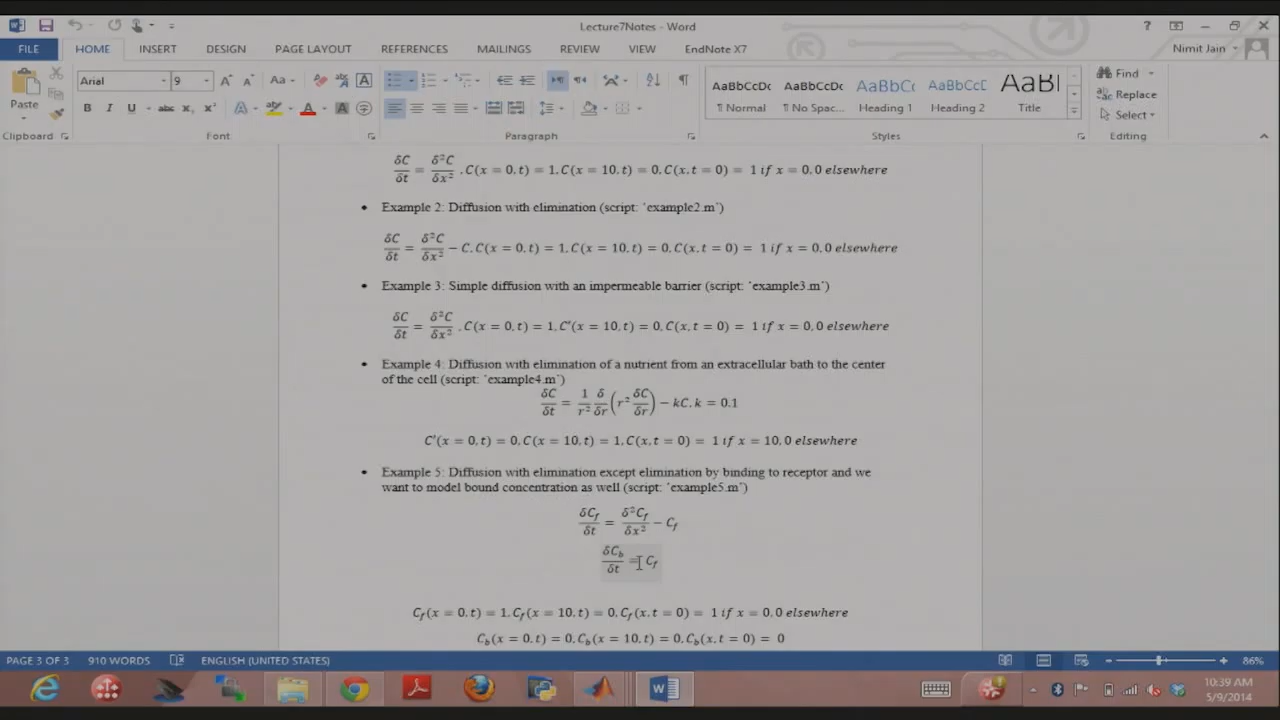 Lecture7Notes - Word
FILE HOME INSERT DESIGN PAGE LAYOUT REFERENCES MAILINGS REVIEW VIEW EndNote X7 Nimit Jain
Paste
Arial 9
B I U abc X₂ X²
AaBbCcDc AaBbCcDc AaBbC( AaBbCcD AaBl
¶ Normal ¶ No Spac... Heading 1 Heading 2 Title
Find
Replace
Select
Clipboard Font Paragraph Styles Editing
δC/δt = δ²C/δx² , C(x = 0, t) = 1, C(x = 10, t) = 0, C(x, t = 0) = 1 if x = 0, 0 elsewhere
• Example 2: Diffusion with elimination (script: "example2.m")
δC/δt = δ²C/δx² − C, C(x = 0, t) = 1, C(x = 10, t) = 0, C(x, t = 0) = 1 if x = 0, 0 elsewhere
• Example 3: Simple diffusion with an impermeable barrier (script: "example3.m")
δC/δt = δ²C/δx² , C(x = 0, t) = 1, C'(x = 10, t) = 0, C(x, t = 0) = 1 if x = 0, 0 elsewhere
• Example 4: Diffusion with elimination of a nutrient from an extracellular bath to the center
of the cell (script: "example4.m")
δC/δt = 1/r² δ/δr (r² δC/δr) − kC, k = 0.1
C'(x = 0, t) = 0, C(x = 10, t) = 1, C(x, t = 0) = 1 if x = 10, 0 elsewhere
• Example 5: Diffusion with elimination except elimination by binding to receptor and we
want to model bound concentration as well (script: "example5.m")
δC_f/δt = δ²C_f/δx² − C_f
δC_b/δt = C_f
C_f(x = 0, t) = 1, C_f(x = 10, t) = 0, C_f(x, t = 0) = 1 if x = 0, 0 elsewhere
C_b(x = 0, t) = 0, C_b(x = 10, t) = 0, C_b(x, t = 0) = 0
PAGE 3 OF 3 910 WORDS ENGLISH (UNITED STATES) 86%
10:39 AM
5/9/2014